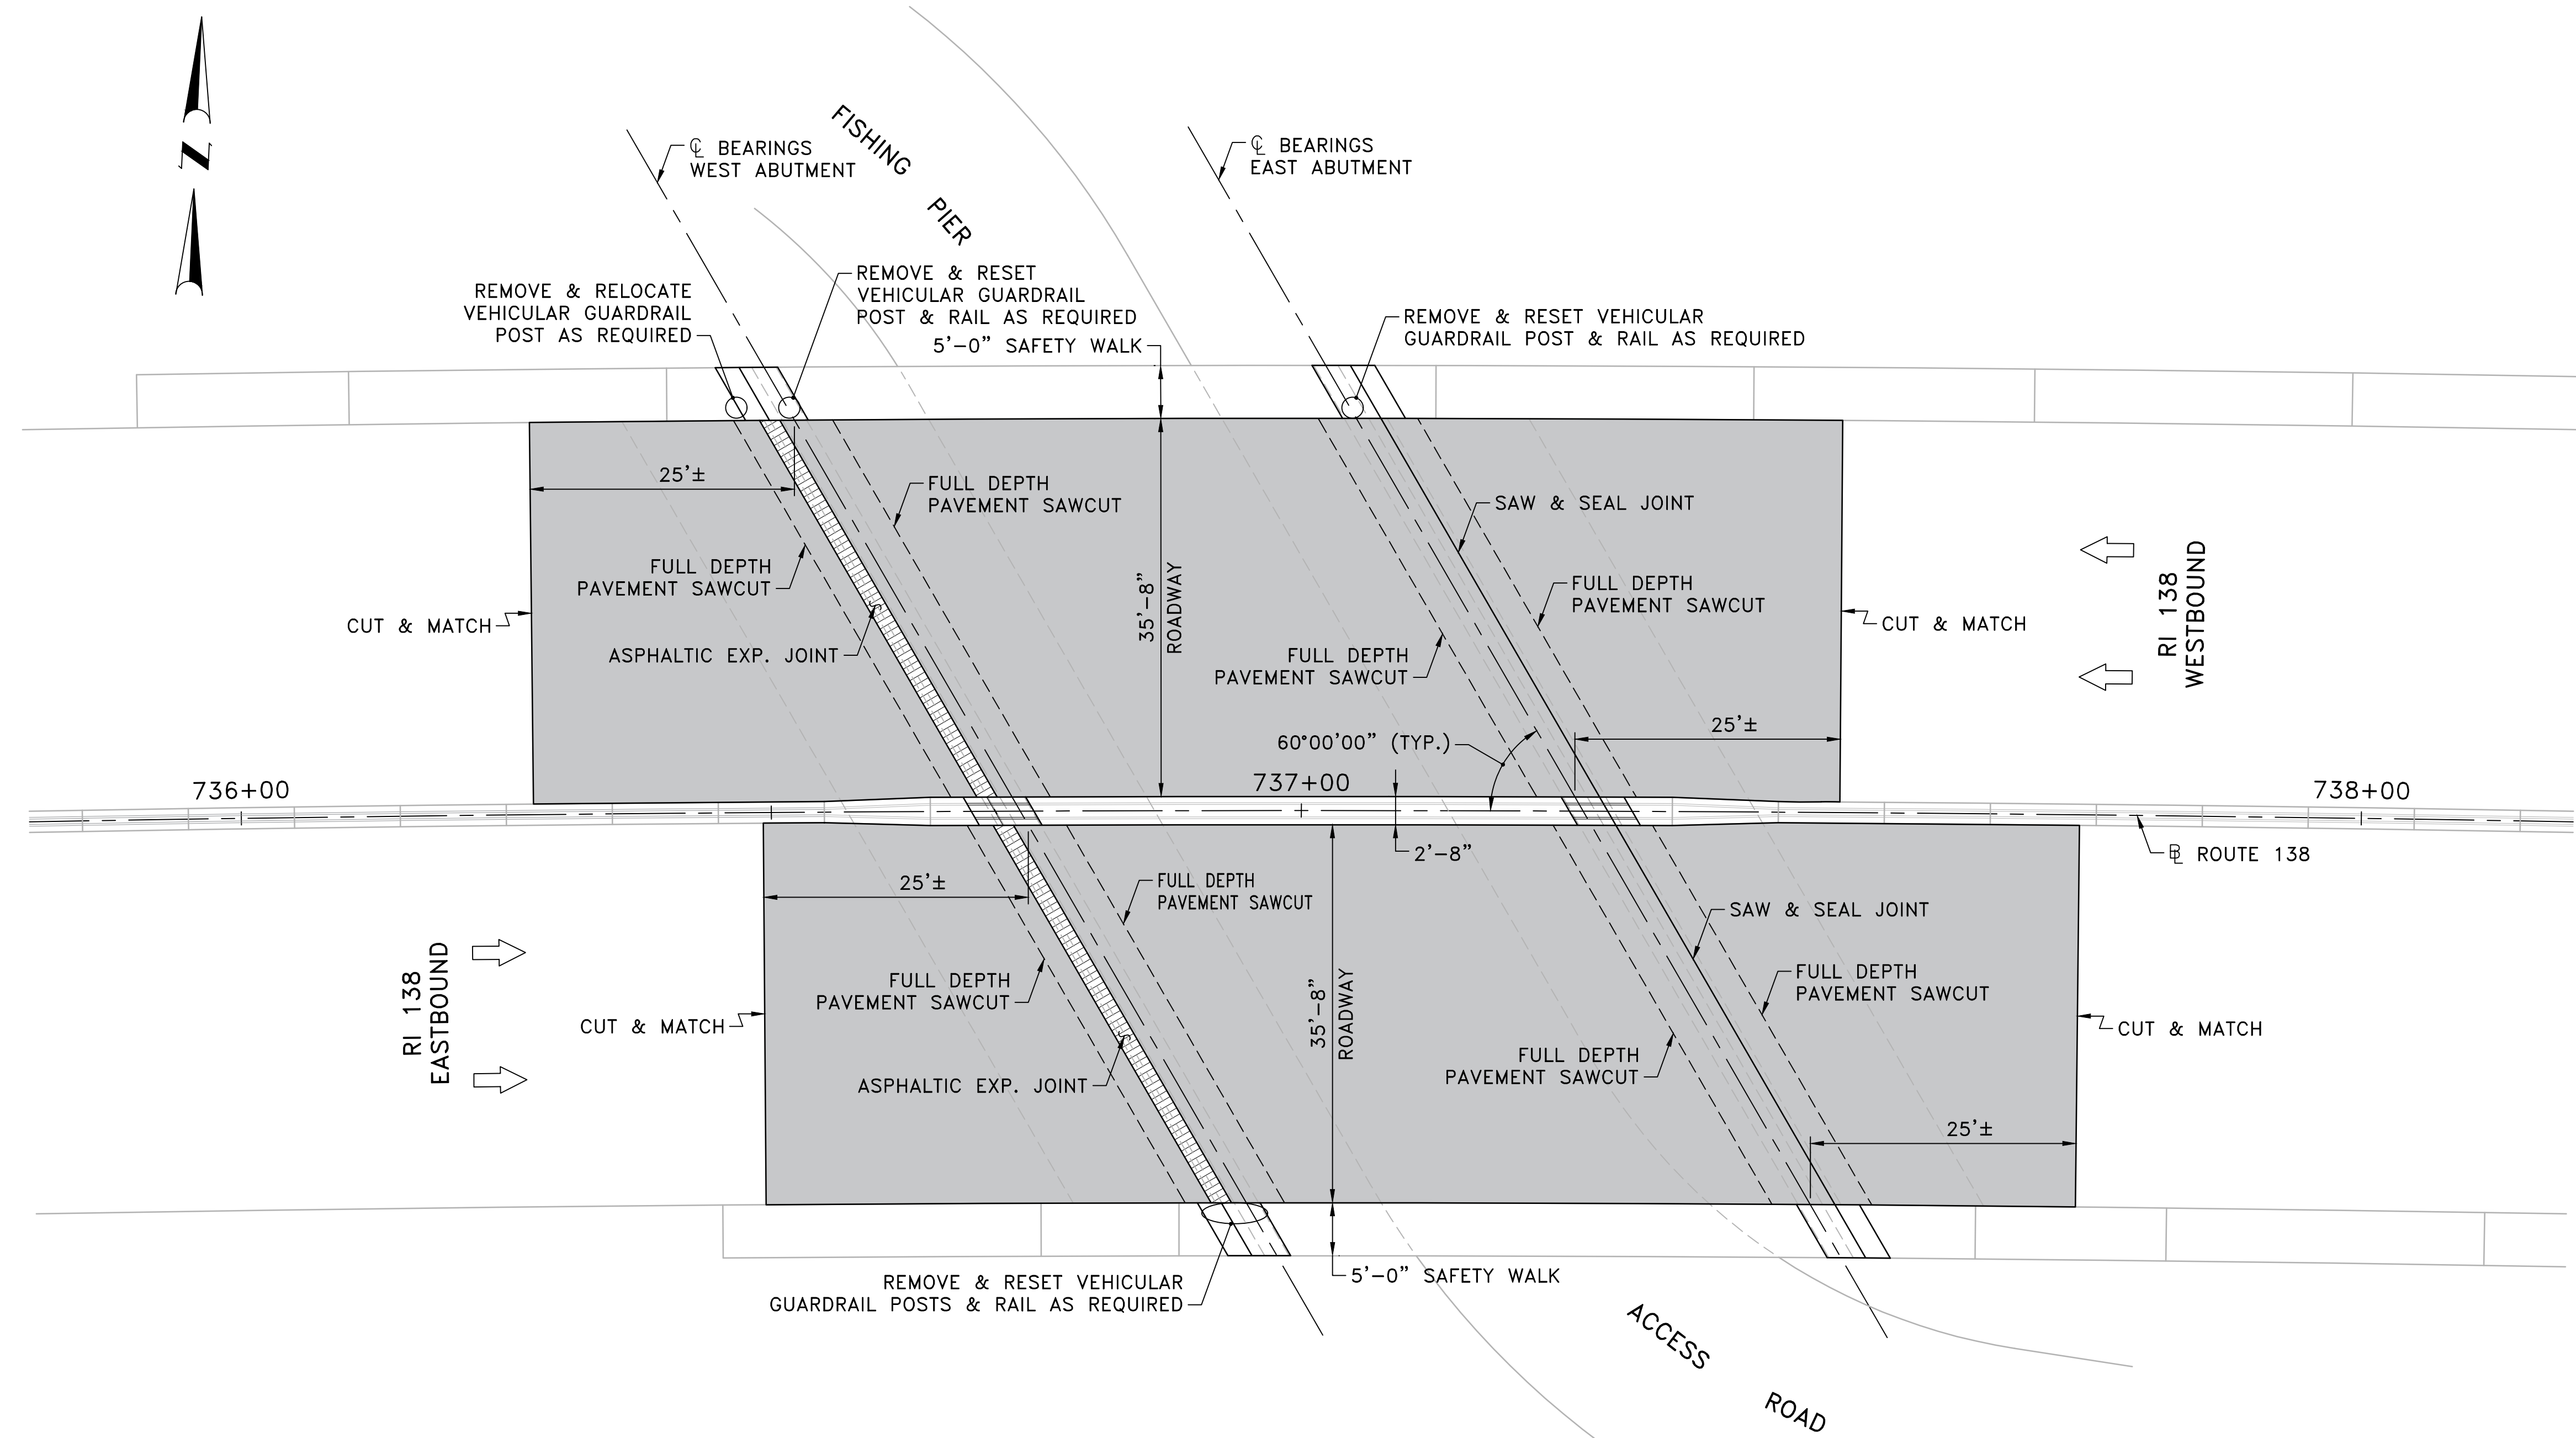 N
FISHING
PIER
℄ BEARINGS
WEST ABUTMENT
℄ BEARINGS
EAST ABUTMENT
REMOVE & RELOCATE
VEHICULAR GUARDRAIL
POST AS REQUIRED
REMOVE & RESET
VEHICULAR GUARDRAIL
POST & RAIL AS REQUIRED
5'-0" SAFETY WALK
REMOVE & RESET VEHICULAR
GUARDRAIL POST & RAIL AS REQUIRED
25'±
FULL DEPTH
PAVEMENT SAWCUT
SAW & SEAL JOINT
FULL DEPTH
PAVEMENT SAWCUT
FULL DEPTH
PAVEMENT SAWCUT
CUT & MATCH
ASPHALTIC EXP. JOINT
35'-8"
ROADWAY
FULL DEPTH
PAVEMENT SAWCUT
CUT & MATCH
RI 138
WESTBOUND
25'±
60°00'00" (TYP.)
736+00
737+00
738+00
2'-8"
BL ROUTE 138
25'±
FULL DEPTH
PAVEMENT SAWCUT
SAW & SEAL JOINT
RI 138
EASTBOUND
FULL DEPTH
PAVEMENT SAWCUT
FULL DEPTH
PAVEMENT SAWCUT
CUT & MATCH
35'-8"
ROADWAY
CUT & MATCH
FULL DEPTH
PAVEMENT SAWCUT
ASPHALTIC EXP. JOINT
25'±
REMOVE & RESET VEHICULAR
GUARDRAIL POSTS & RAIL AS REQUIRED
5'-0" SAFETY WALK
ACCESS
ROAD